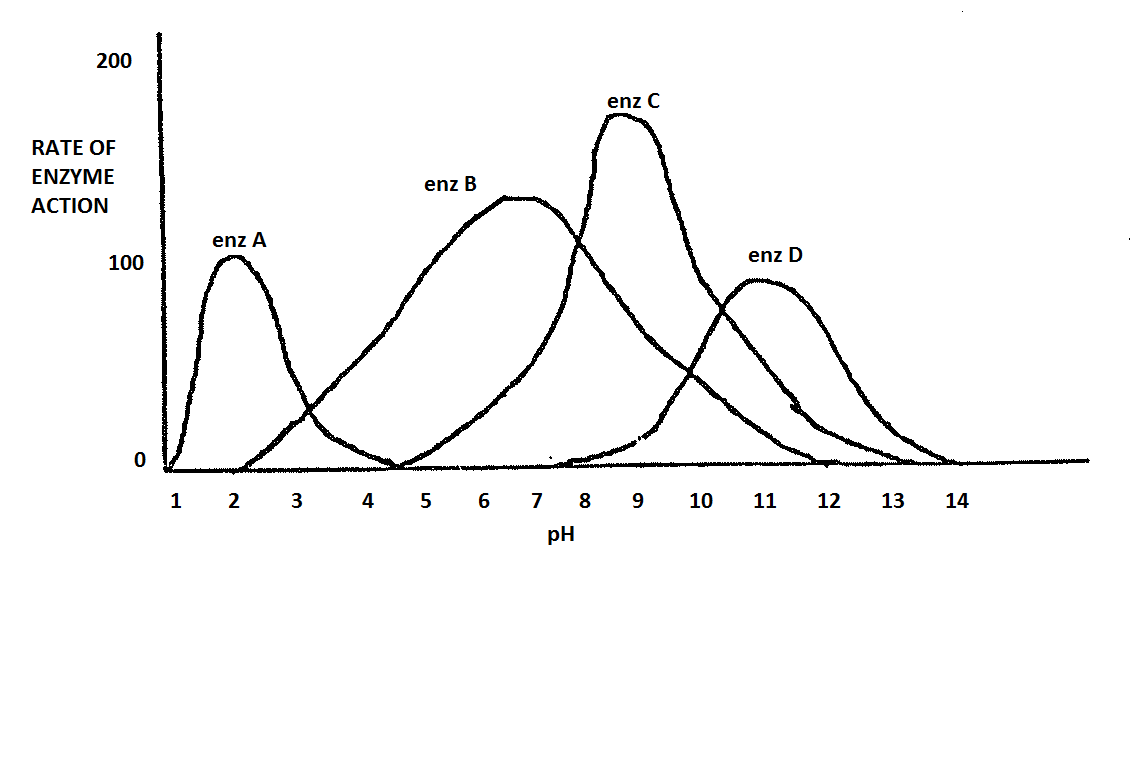 200
enz C
RATE OF
ENZYME
ACTION
enz B
enz A
enz D
100
0
1 2 3 4 5 6 7 8 9 10 11 12 13 14
pH